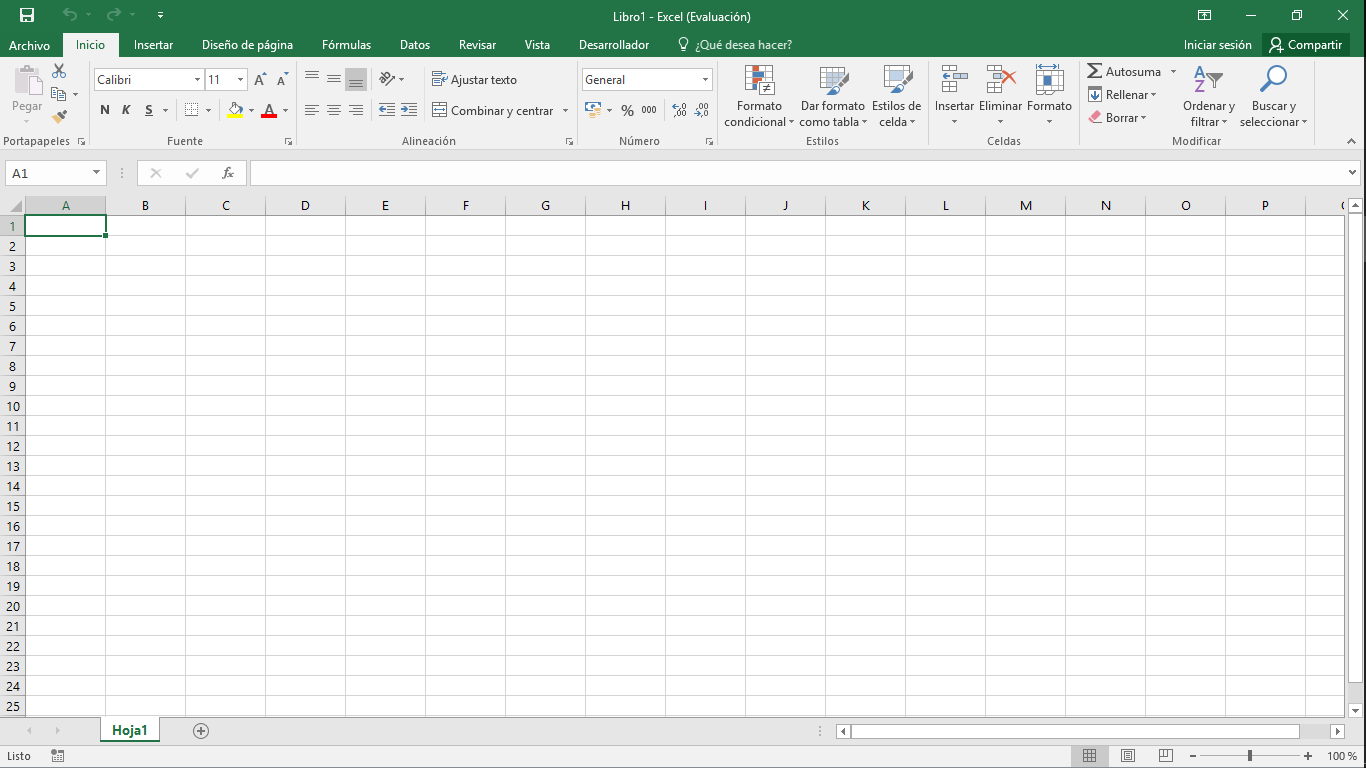 Libro1 - Excel (Evaluación)
Archivo Inicio Insertar Diseño de página Fórmulas Datos Revisar Vista Desarrollador ¿Qué desea hacer? Iniciar sesión Compartir
Pegar
Portapapeles
Calibri 11
N K S
Fuente
Ajustar texto
Combinar y centrar
Alineación
General
% 000
Número
Formato condicional
Dar formato como tabla
Estilos de celda
Estilos
Insertar Eliminar Formato
Celdas
Autosuma
Rellenar
Borrar
Ordenar y filtrar
Buscar y seleccionar
Modificar
A1 fx
A B C D E F G H I J K L M N O P
1
2
3
4
5
6
7
8
9
10
11
12
13
14
15
16
17
18
19
20
21
22
23
24
25
Hoja1
Listo 100 %